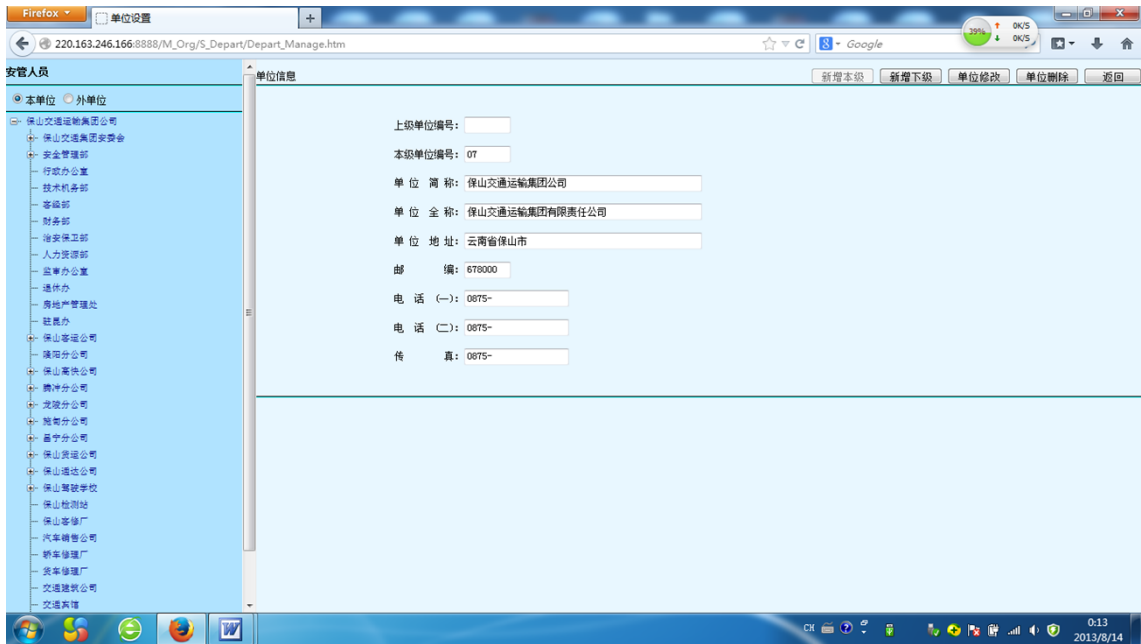 Firefox
单位设置
220.163.246.166:8888/M_Org/S_Depart/Depart_Manage.htm
Google
39%
0K/S
0K/S
安管人员
本单位 外单位
保山交通运输集团公司
保山交通集团安委会
安全管理部
行政办公室
技术机务部
客经部
财务部
治安保卫部
人力资源部
监事办公室
退休办
房地产管理处
驻昆办
保山客运公司
隆阳分公司
保山高快公司
腾冲分公司
龙陵分公司
施甸分公司
昌宁分公司
保山货运公司
保山通达公司
保山驾驶学校
保山检测站
保山客修厂
汽车销售公司
轿车修理厂
货车修理厂
交通建筑公司
交通宾馆
单位信息
新增本级 新增下级 单位修改 单位删除 返回
上级单位编号:
本级单位编号: 07
单位简称: 保山交通运输集团公司
单位全称: 保山交通运输集团有限责任公司
单位地址: 云南省保山市
邮编: 678000
电话(一): 0875-
电话(二): 0875-
传真: 0875-
CH
0:13
2013/8/14